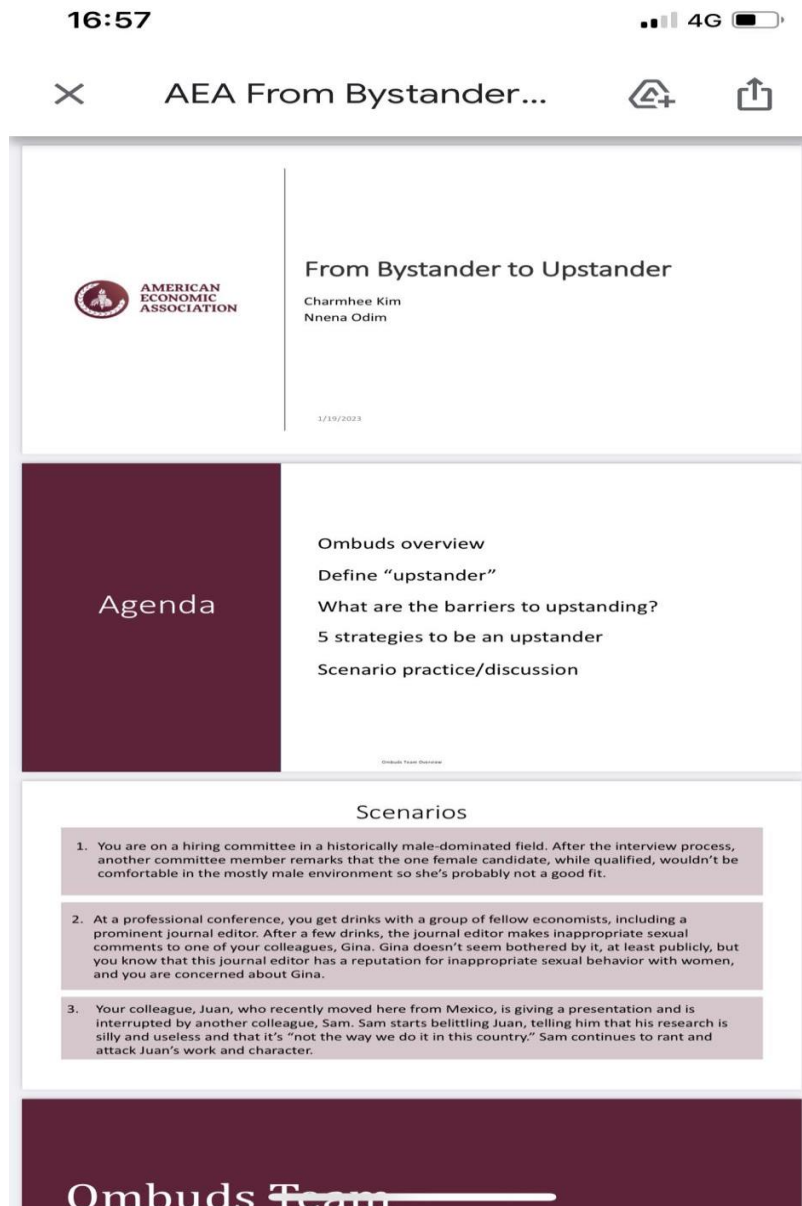 16:57
4G
AEA From Bystander...
AMERICAN
ECONOMIC
ASSOCIATION
From Bystander to Upstander
Charmhee Kim
Nnena Odim
1/19/2023
Agenda
Ombuds overview
Define “upstander”
What are the barriers to upstanding?
5 strategies to be an upstander
Scenario practice/discussion
Ombuds Team Overview
Scenarios
1. You are on a hiring committee in a historically male-dominated field. After the interview process,
another committee member remarks that the one female candidate, while qualified, wouldn’t be
comfortable in the mostly male environment so she’s probably not a good fit.
2. At a professional conference, you get drinks with a group of fellow economists, including a
prominent journal editor. After a few drinks, the journal editor makes inappropriate sexual
comments to one of your colleagues, Gina. Gina doesn’t seem bothered by it, at least publicly, but
you know that this journal editor has a reputation for inappropriate sexual behavior with women,
and you are concerned about Gina.
3. Your colleague, Juan, who recently moved here from Mexico, is giving a presentation and is
interrupted by another colleague, Sam. Sam starts belittling Juan, telling him that his research is
silly and useless and that it’s “not the way we do it in this country.” Sam continues to rant and
attack Juan’s work and character.
Ombuds Team